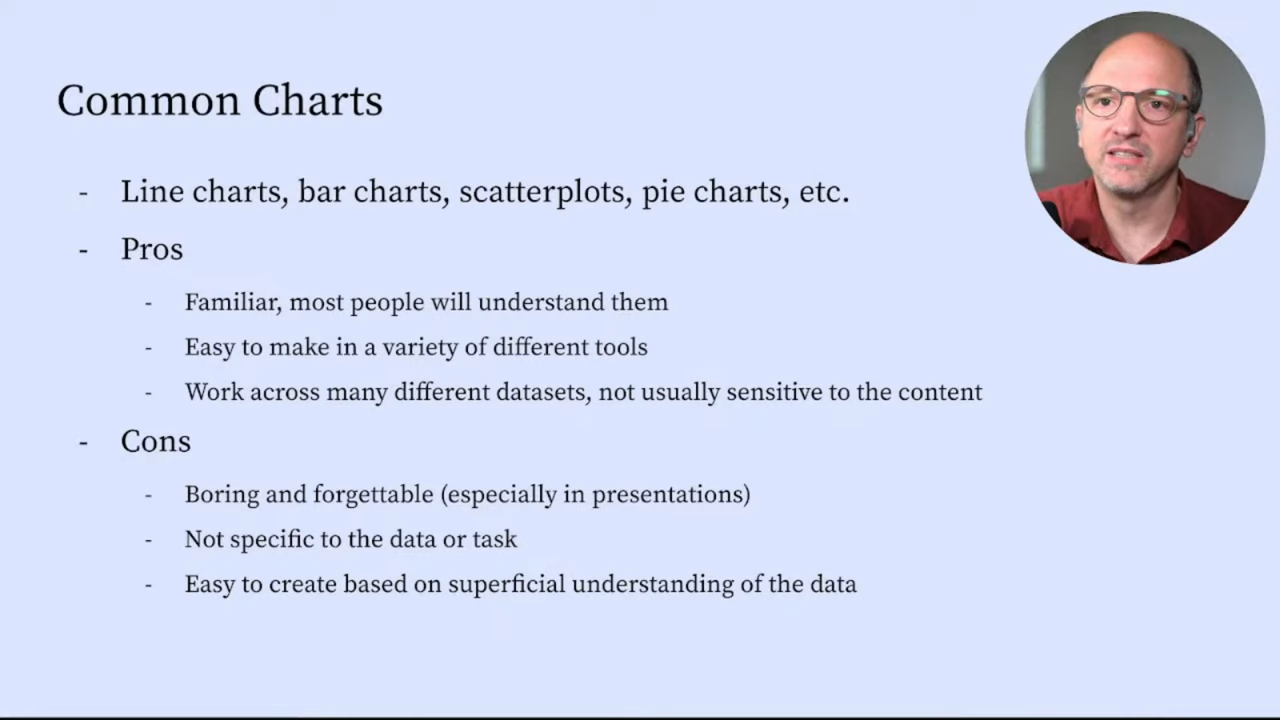 Common Charts
- Line charts, bar charts, scatterplots, pie charts, etc.
- Pros
- Familiar, most people will understand them
- Easy to make in a variety of different tools
- Work across many different datasets, not usually sensitive to the content
- Cons
- Boring and forgettable (especially in presentations)
- Not specific to the data or task
- Easy to create based on superficial understanding of the data